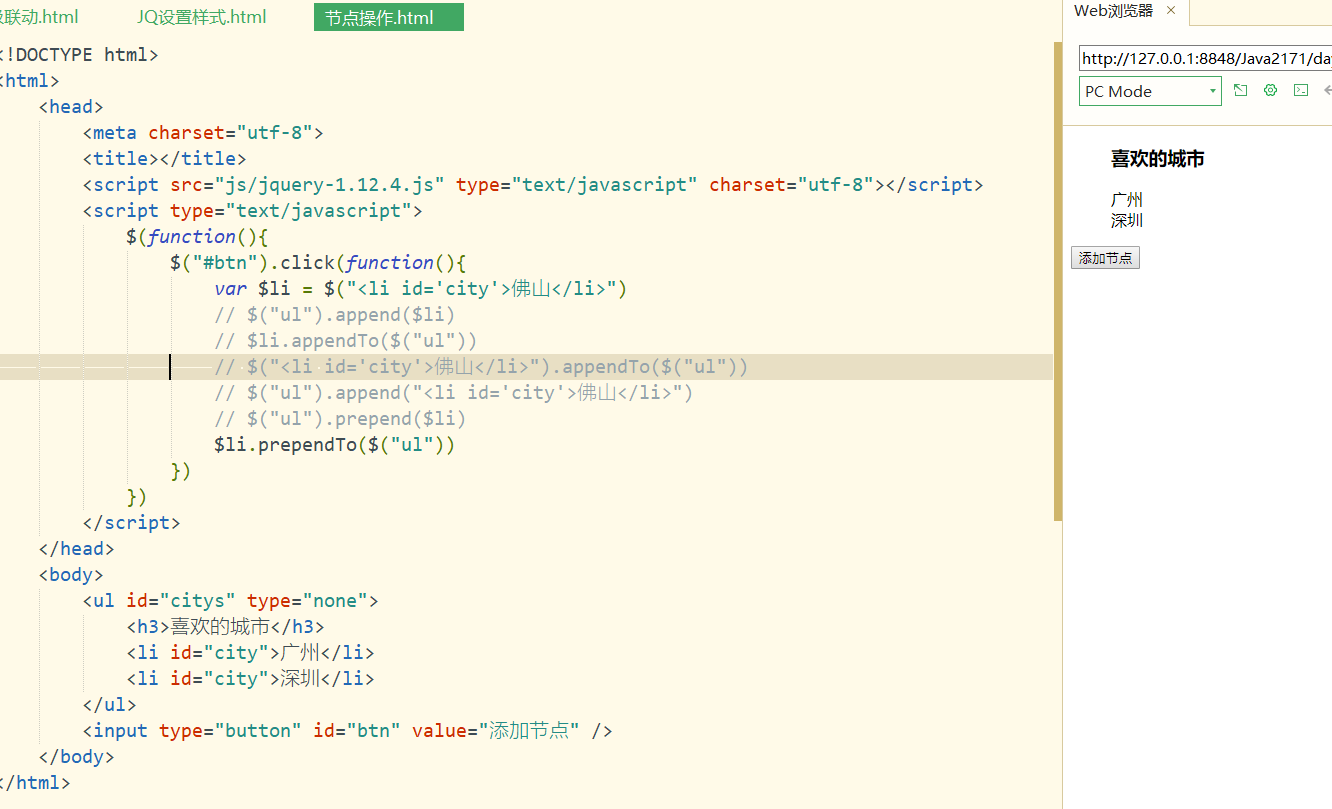 级联动.html JQ设置样式.html 节点操作.html
<!DOCTYPE html>
<html>
<head>
<meta charset="utf-8">
<title></title>
<script src="js/jquery-1.12.4.js" type="text/javascript" charset="utf-8"></script>
<script type="text/javascript">
$(function(){
$("#btn").click(function(){
var $li = $("<li id='city'>佛山</li>")
// $("ul").append($li)
// $li.appendTo($("ul"))
// $("<li id='city'>佛山</li>").appendTo($("ul"))
// $("ul").append("<li id='city'>佛山</li>")
// $("ul").prepend($li)
$li.prependTo($("ul"))
})
})
</script>
</head>
<body>
<ul id="citys" type="none">
<h3>喜欢的城市</h3>
<li id="city">广州</li>
<li id="city">深圳</li>
</ul>
<input type="button" id="btn" value="添加节点" />
</body>
</html>
Web浏览器 ×
http://127.0.0.1:8848/Java2171/day
PC Mode
喜欢的城市
广州
深圳
添加节点